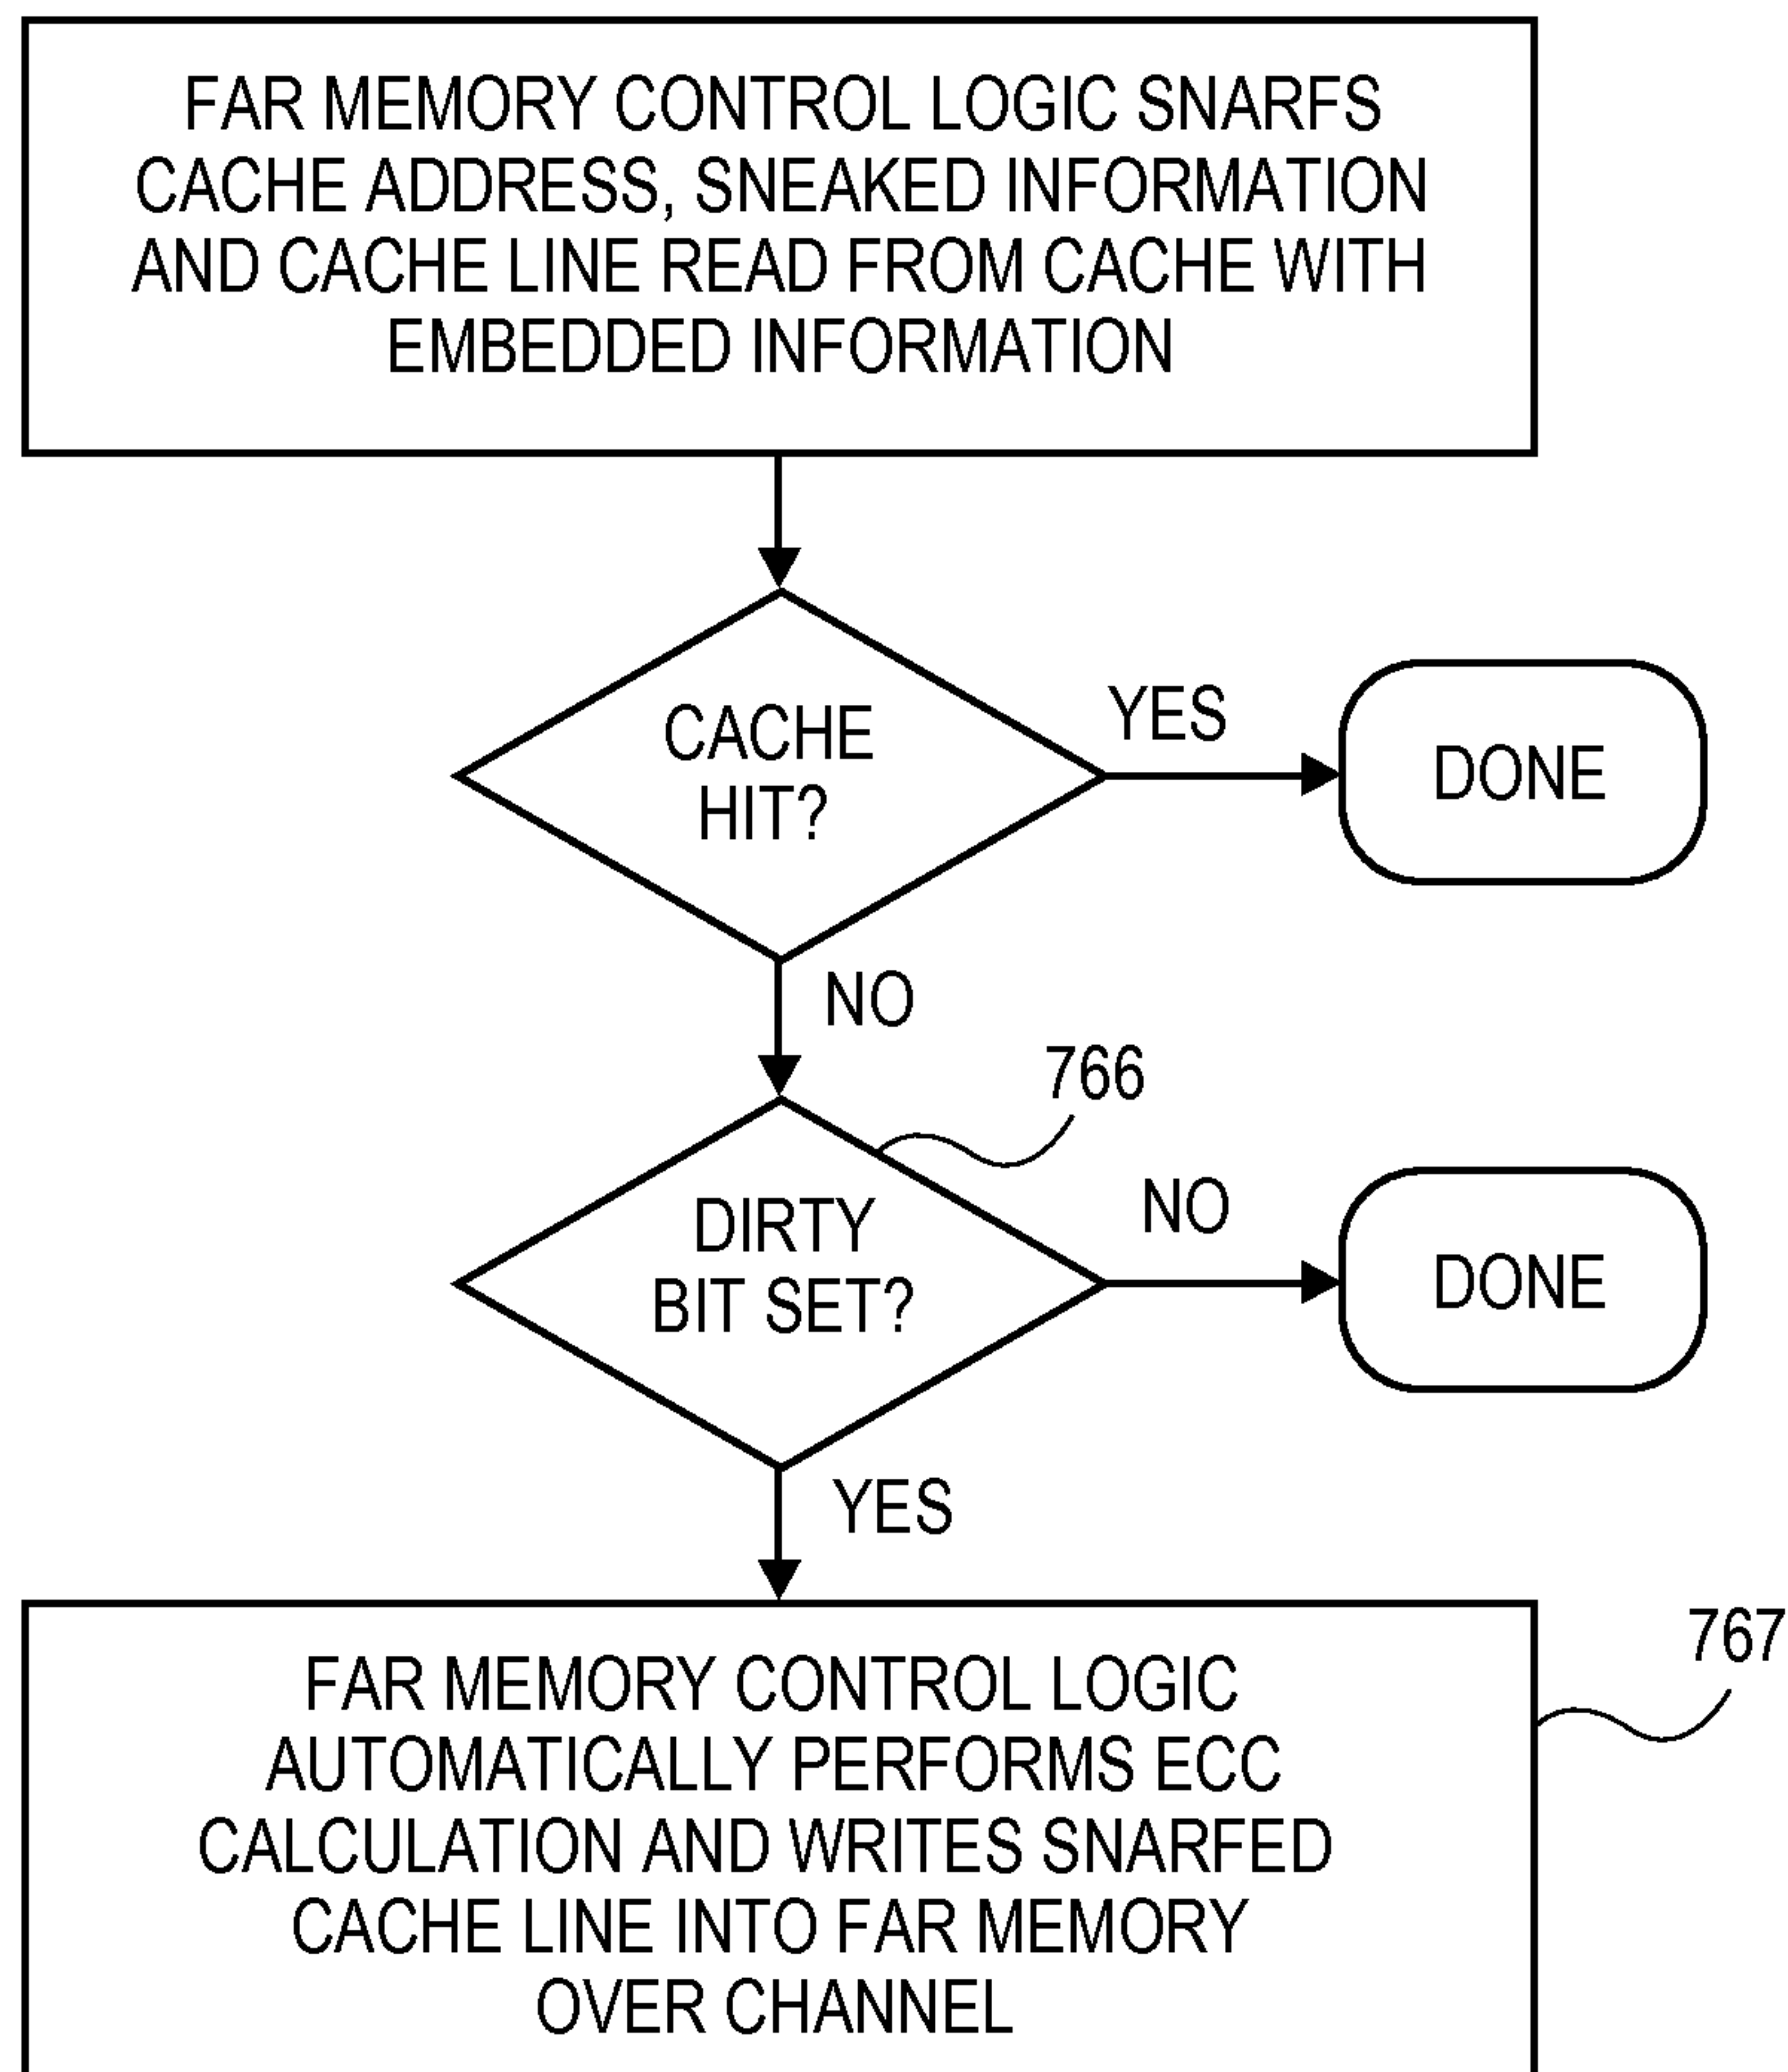 FAR MEMORY CONTROL LOGIC SNARFS
CACHE ADDRESS, SNEAKED INFORMATION
AND CACHE LINE READ FROM CACHE WITH
EMBEDDED INFORMATION
CACHE
HIT?
YES
DONE
NO
766
DIRTY
BIT SET?
NO
DONE
YES
767
FAR MEMORY CONTROL LOGIC
AUTOMATICALLY PERFORMS ECC
CALCULATION AND WRITES SNARFED
CACHE LINE INTO FAR MEMORY
OVER CHANNEL